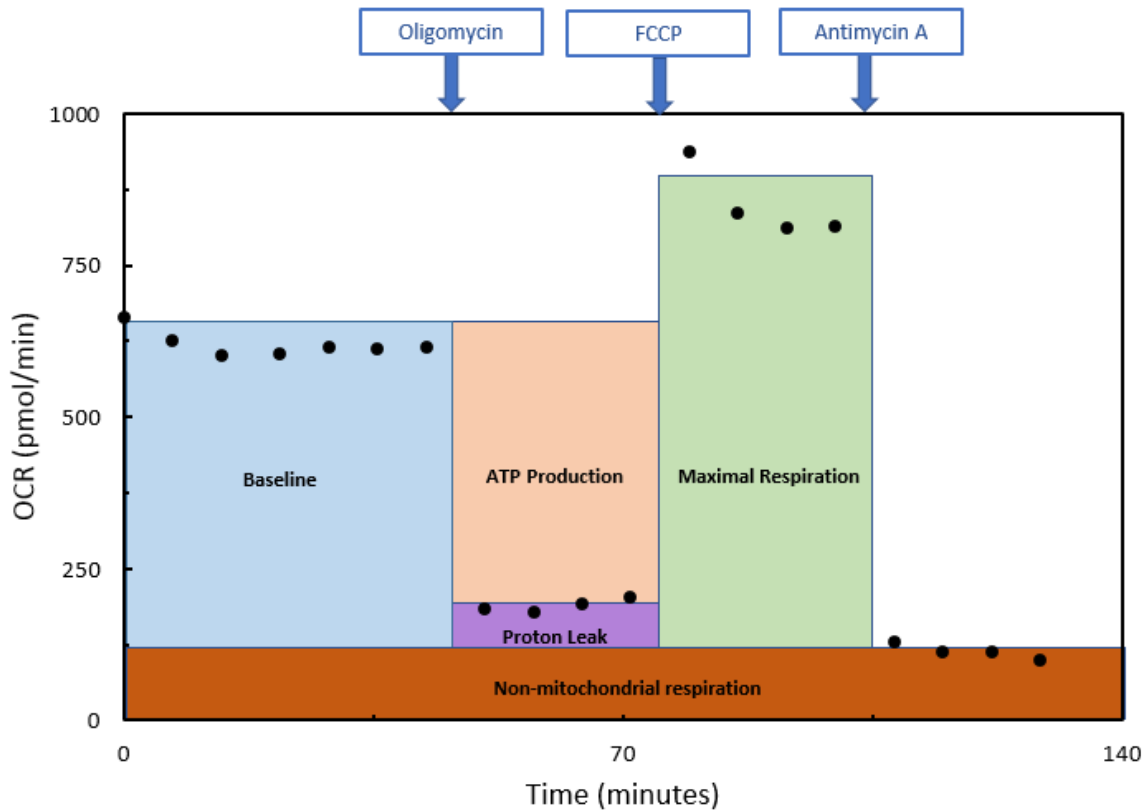 Oligomycin
FCCP
Antimycin A
1000
750
500
250
0
OCR (pmol/min)
Baseline
ATP Production
Maximal Respiration
Proton Leak
Non-mitochondrial respiration
0
70
140
Time (minutes)